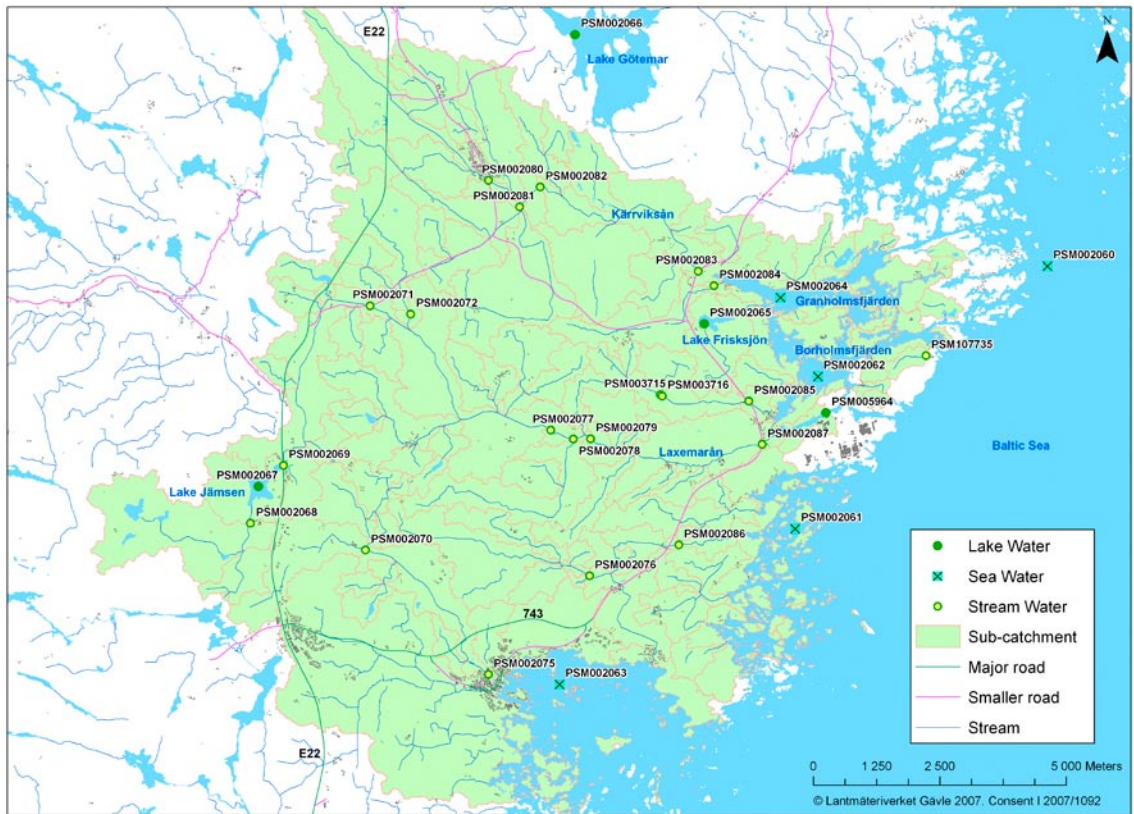 PSM002066
N
E22
Lake Götemar
PSM002080
PSM002082
PSM002081
Kärrviksån
PSM002083
PSM002060
PSM002084
PSM002064
PSM002071
PSM002072
Granholmsfjärden
PSM002065
Lake Frisksjön
Borholmsfjärden
PSM107735
PSM002062
PSM003715
PSM003716
PSM002085
PSM005964
PSM002077
PSM002079
PSM002087
PSM002078
Laxemarån
Baltic Sea
PSM002069
PSM002067
Lake Jämsen
PSM002068
PSM002061
PSM002086
PSM002070
PSM002076
743
PSM002075
PSM002063
E22
Lake Water
Sea Water
Stream Water
Sub-catchment
Major road
Smaller road
Stream
0 1 250 2 500 5 000 Meters
© Lantmäteriverket Gävle 2007. Consent I 2007/1092